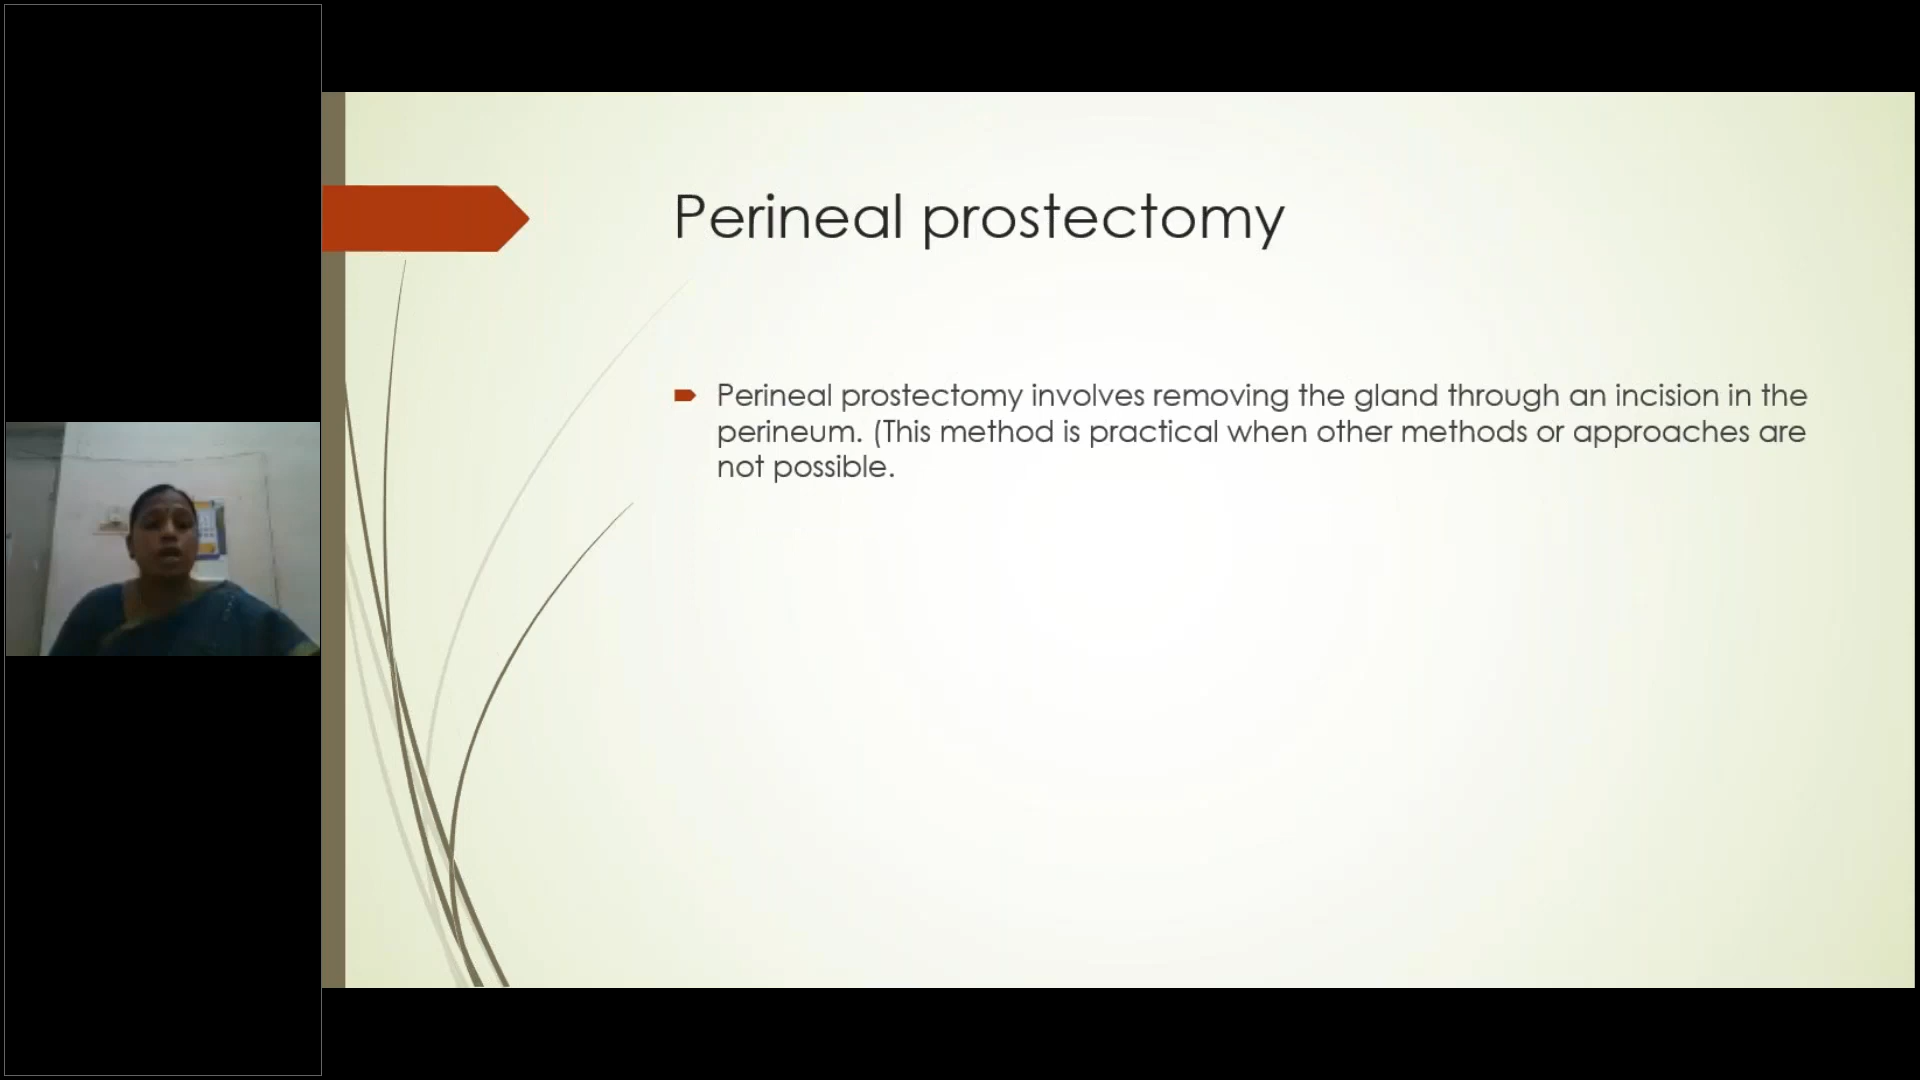 Perineal prostectomy
Perineal prostectomy involves removing the gland through an incision in the
perineum. (This method is practical when other methods or approaches are
not possible.